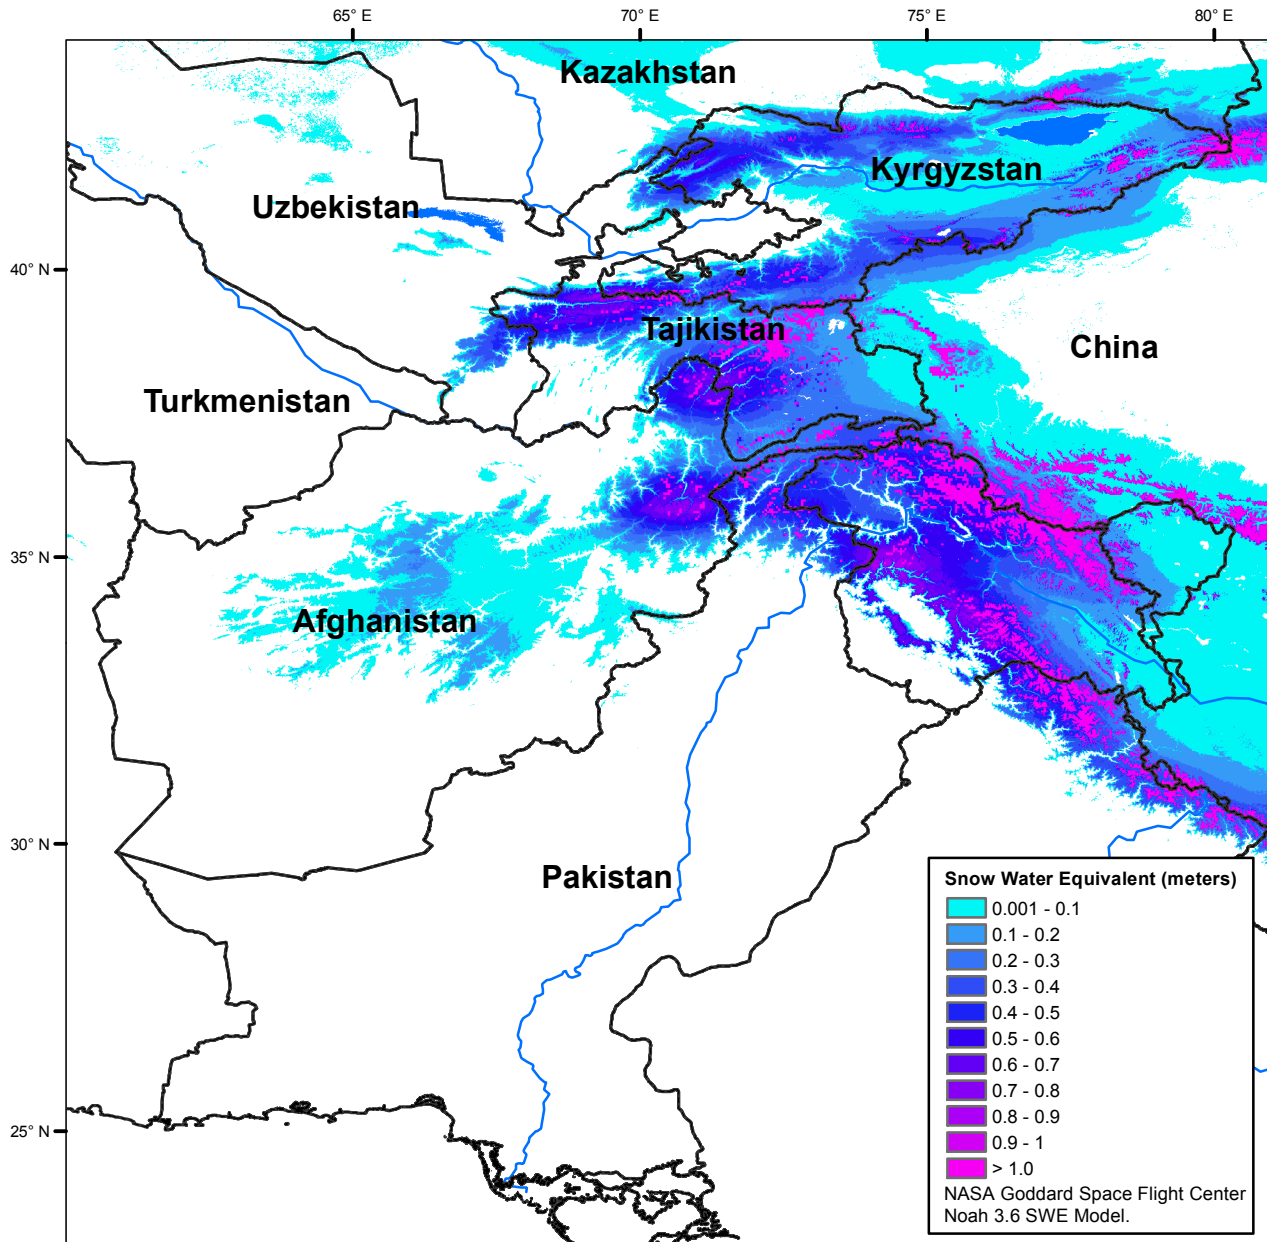 65° E
70° E
75° E
80° E
Kazakhstan
Kyrgyzstan
Uzbekistan
40° N
Tajikistan
China
Turkmenistan
35° N
Afghanistan
30° N
Pakistan
25° N
Snow Water Equivalent (meters)
0.001 - 0.1
0.1 - 0.2
0.2 - 0.3
0.3 - 0.4
0.4 - 0.5
0.5 - 0.6
0.6 - 0.7
0.7 - 0.8
0.8 - 0.9
0.9 - 1
> 1.0
NASA Goddard Space Flight Center
Noah 3.6 SWE Model.